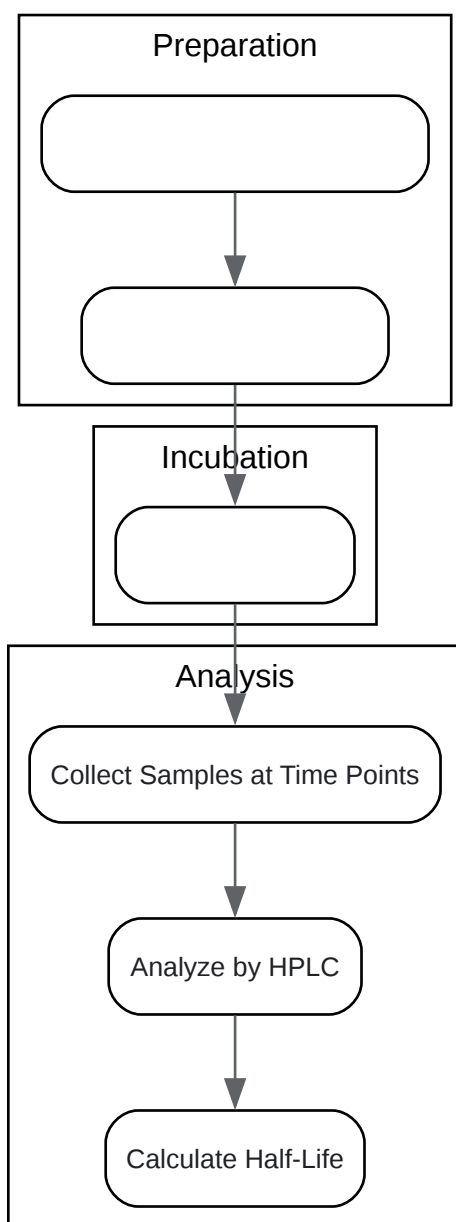 Preparation
Incubation
Analysis
Collect Samples at Time Points
Analyze by HPLC
Calculate Half-Life